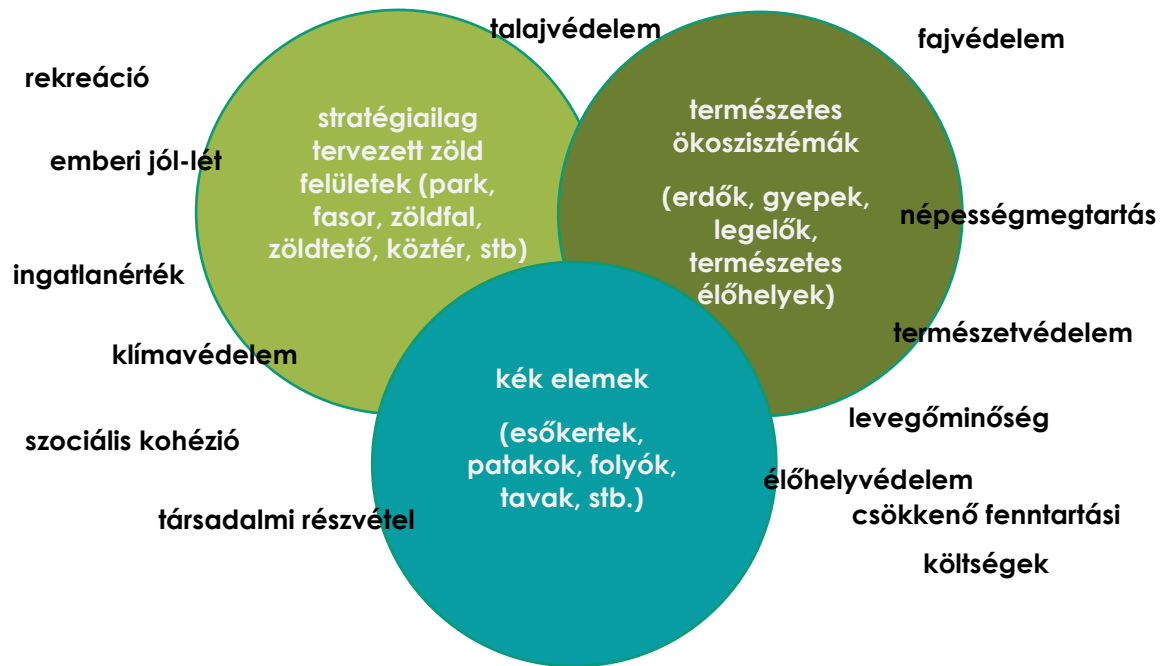 talajvédelem
fajvédelem
rekreáció
stratégiailag
tervezett zöld
felületek (park,
fasor, zöldfal,
zöldtető, köztér, stb)
természetes
ökoszisztémák
(erdők, gyepek,
legelők,
természetes
élőhelyek)
emberi jól-lét
népességmegtartás
ingatlanérték
természetvédelem
klímavédelem
kék elemek
(esőkertek,
patakok, folyók,
tavak, stb.)
levegőminőség
szociális kohézió
élőhelyvédelem
társadalmi részvétel
csökkenő fenntartási
költségek